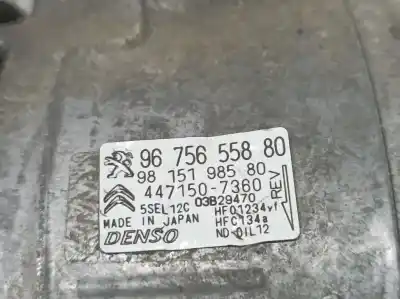 96 756 558 80
98 151 985 80
447150-7360
5SEL12C 03B29470
MADE IN JAPAN HFO1234yf
HFC134a
DENSO ND-OIL12
REV